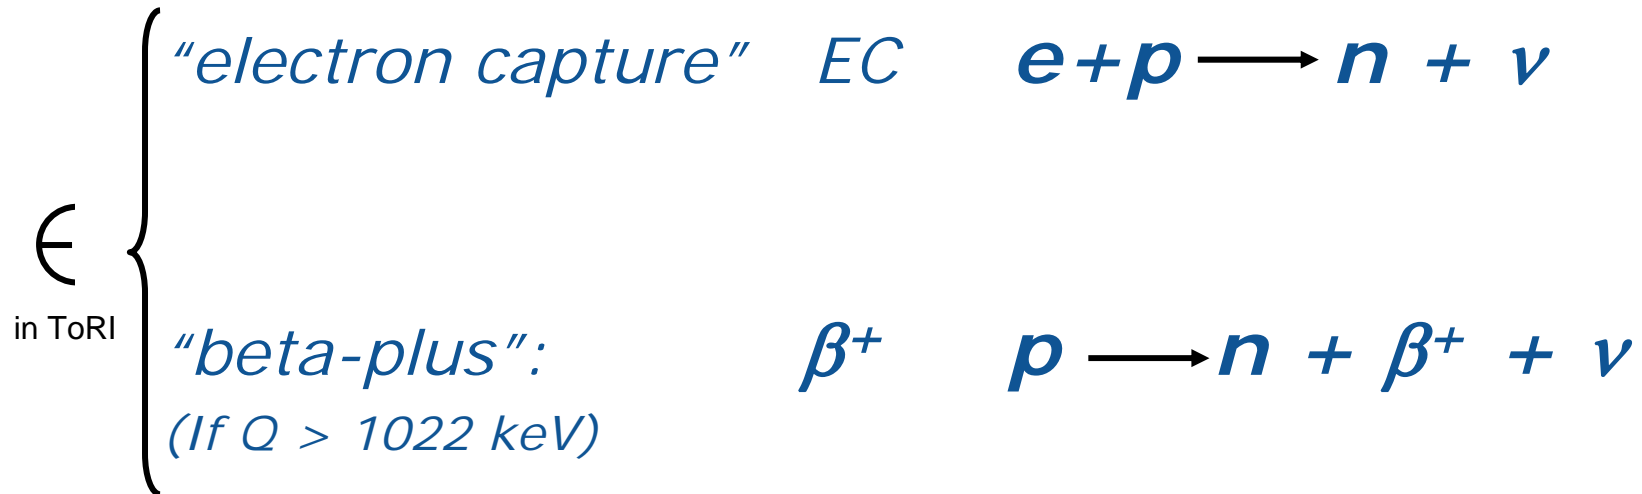 “electron capture” EC e+p ⟶ n + ν
ϵ
in ToRI
“beta-plus”: β⁺ p ⟶ n + β⁺ + ν
(If Q > 1022 keV)